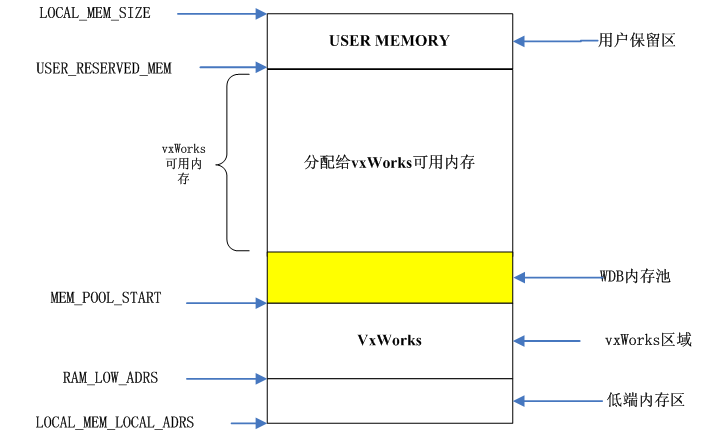 LOCAL_MEM_SIZE
USER MEMORY
用户保留区
USER_RESERVED_MEM
vxWorks
可用内
存
分配给vxWorks可用内存
WDB内存池
MEM_POOL_START
VxWorks
vxWorks区域
RAM_LOW_ADRS
低端内存区
LOCAL_MEM_LOCAL_ADRS